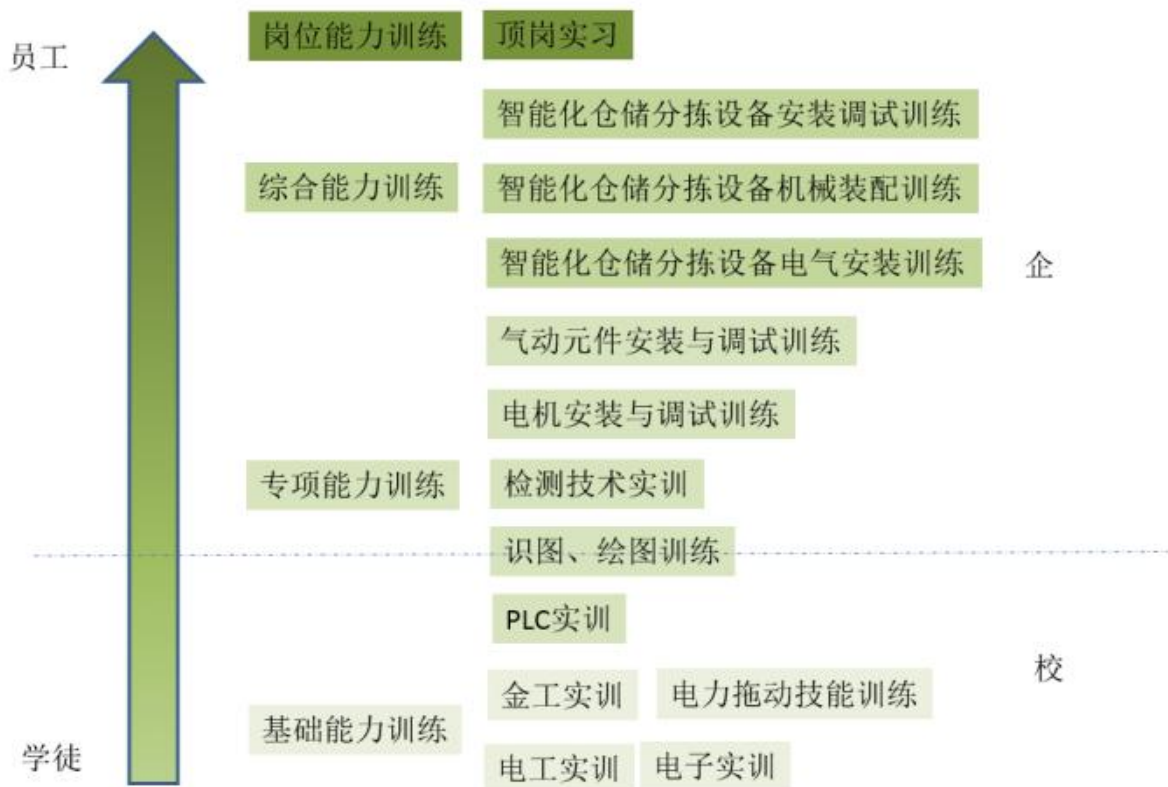 员工
岗位能力训练 顶岗实习
智能化仓储分拣设备安装调试训练
综合能力训练 智能化仓储分拣设备机械装配训练
智能化仓储分拣设备电气安装训练
企
气动元件安装与调试训练
电机安装与调试训练
专项能力训练 检测技术实训
识图、绘图训练
PLC实训
校
金工实训 电力拖动技能训练
基础能力训练
学徒
电工实训 电子实训